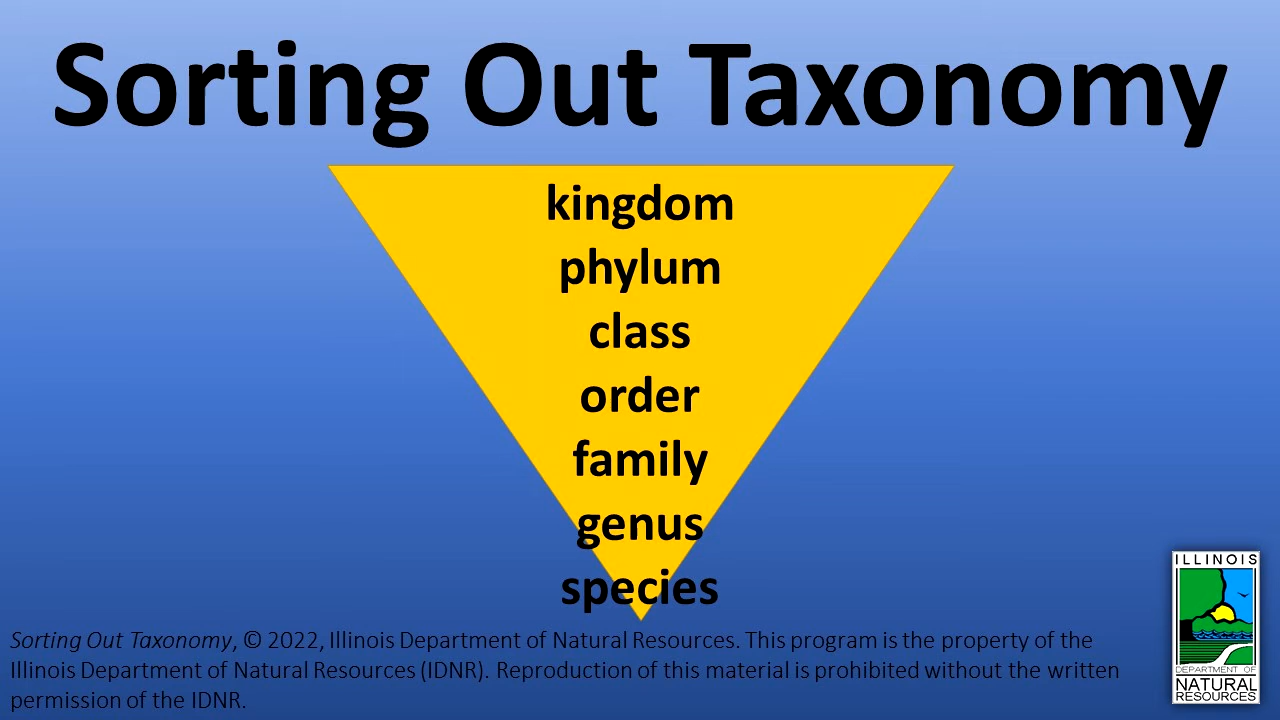 Sorting Out Taxonomy
kingdom
phylum
class
order
family
genus
species
Sorting Out Taxonomy, © 2022, Illinois Department of Natural Resources. This program is the property of the
Illinois Department of Natural Resources (IDNR). Reproduction of this material is prohibited without the written
permission of the IDNR.
ILLINOIS
DEPARTMENT OF
NATURAL
RESOURCES